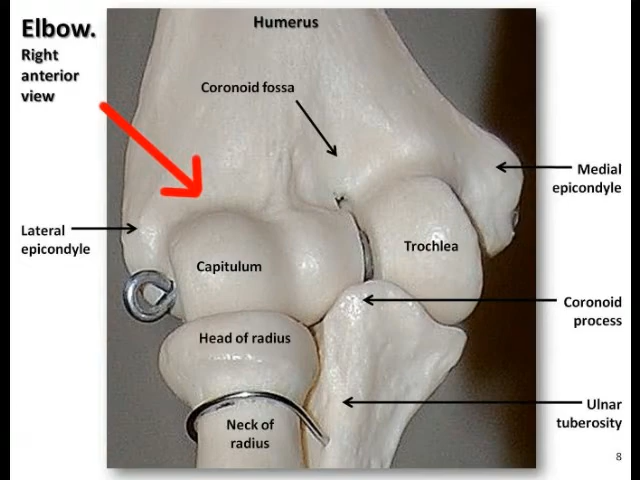 Elbow.
Right
anterior
view
Humerus
Coronoid fossa
Medial
epicondyle
Lateral
epicondyle
Capitulum
Trochlea
Coronoid
process
Head of radius
Ulnar
tuberosity
Neck of
radius
8